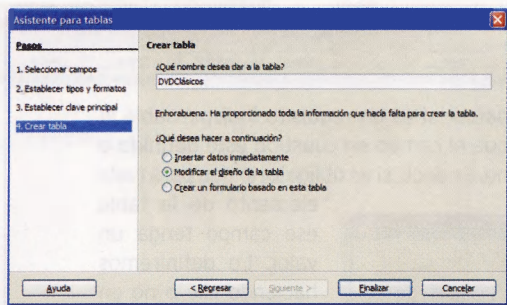 Asistente para tablas
Pasos
1. Seleccionar campos
2. Establecer tipos y formatos
3. Establecer clave principal
4. Crear tabla
Crear tabla
¿Qué nombre desea dar a la tabla?
DVDClásicos
Enhorabuena. Ha proporcionado toda la información que hacía falta para crear la tabla.
¿Qué desea hacer a continuación?
Insertar datos inmediatamente
Modificar el diseño de la tabla
Crear un formulario basado en esta tabla
Ayuda
< Regresar
Siguiente >
Finalizar
Cancelar